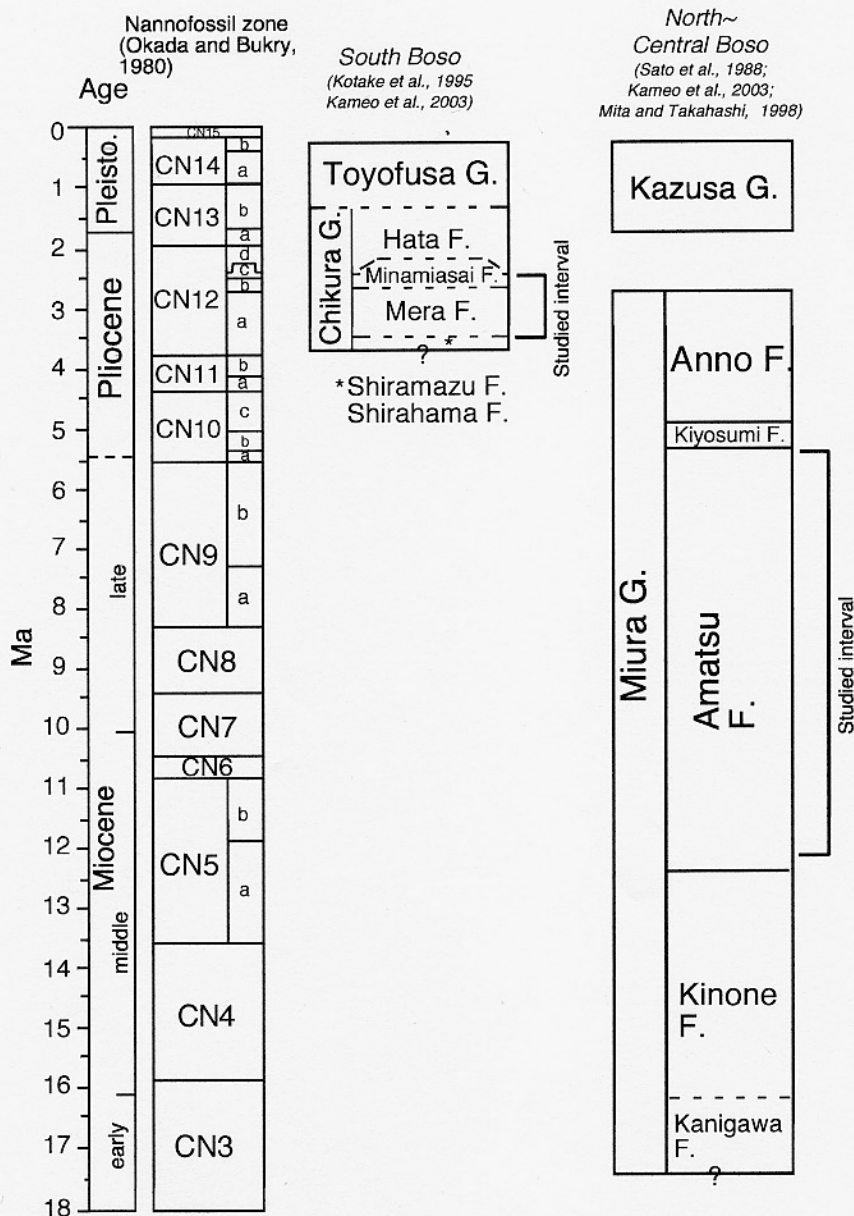 Nannofossil zone
(Okada and Bukry,
1980)
Age
South Boso
(Kotake et al., 1995
Kameo et al., 2003)
North~
Central Boso
(Sato et al., 1988;
Kameo et al., 2003;
Mita and Takahashi, 1998)
Ma
0
1
2
3
4
5
6
7
8
9
10
11
12
13
14
15
16
17
18
Pleisto.
Pliocene
Miocene
late
middle
early
CN15
CN14
b
a
CN13
b
a
CN12
d
c
b
a
CN11
b
a
CN10
c
b
a
CN9
b
a
CN8
CN7
CN6
CN5
b
a
CN4
CN3
Toyofusa G.
Chikura G.
Hata F.
Minamiasai F.
Mera F.
? *
Studied interval
*Shiramazu F.
Shirahama F.
Kazusa G.
Miura G.
Anno F.
Kiyosumi F.
Amatsu
F.
Kinone
F.
Kanigawa
F.
?
Studied interval